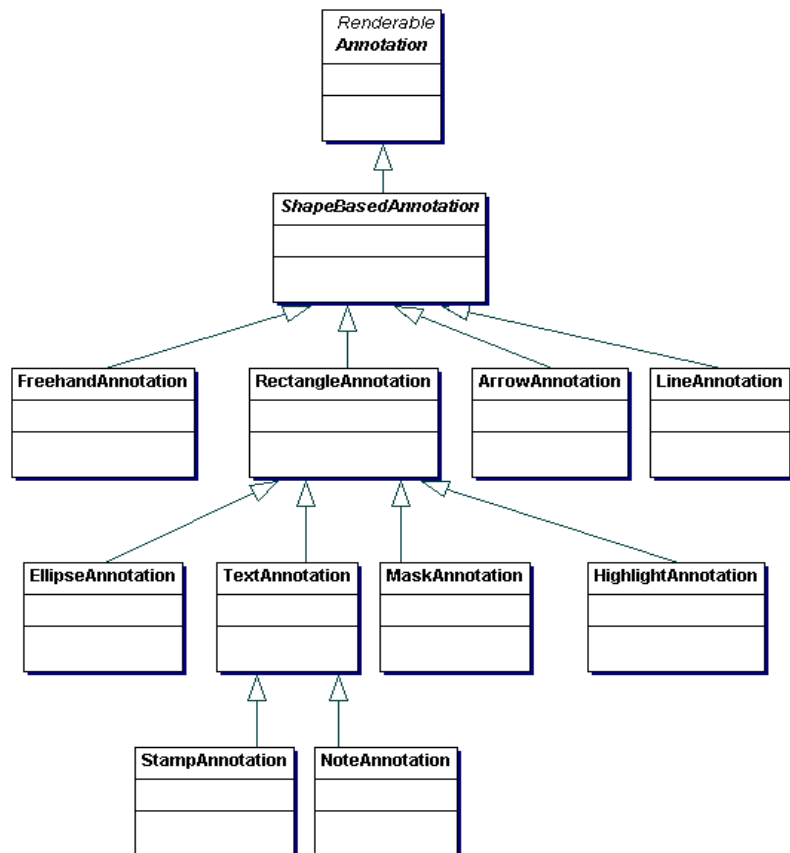 Renderable
Annotation
ShapeBasedAnnotation
FreehandAnnotation
RectangleAnnotation
ArrowAnnotation
LineAnnotation
EllipseAnnotation
TextAnnotation
MaskAnnotation
HighlightAnnotation
StampAnnotation
NoteAnnotation